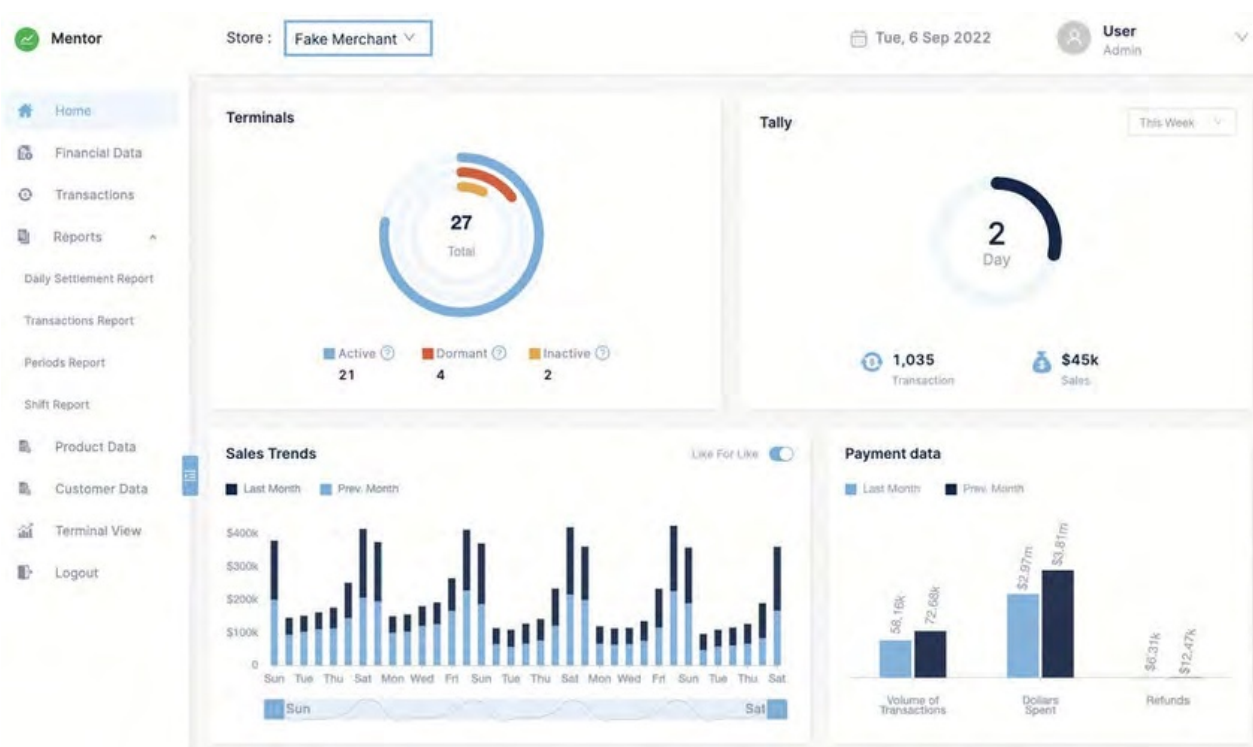 Mentor
Store : Fake Merchant
Tue, 6 Sep 2022
User
Admin
Home
Financial Data
Transactions
Reports
Daily Settlement Report
Transactions Report
Periods Report
Shift Report
Product Data
Customer Data
Terminal View
Logout
Terminals
27
Total
Active ?
Dormant ?
Inactive ?
21
4
2
Tally
This Week
2
Day
1,035
Transaction
$45k
Sales
Sales Trends
Like For Like
Last Month
Prev. Month
$400k
$300k
$200k
$100k
0
Sun Tue Thu Sat Mon Wed Fri Sun Tue Thu Sat Mon Wed Fri Sun Tue Thu Sat
Sun
Sat
Payment data
Last Month
Prev. Month
58.16k
72.68k
$2.97m
$3.81m
$6.31k
$12.47k
Volume of
Transactions
Dollars
Spent
Refunds